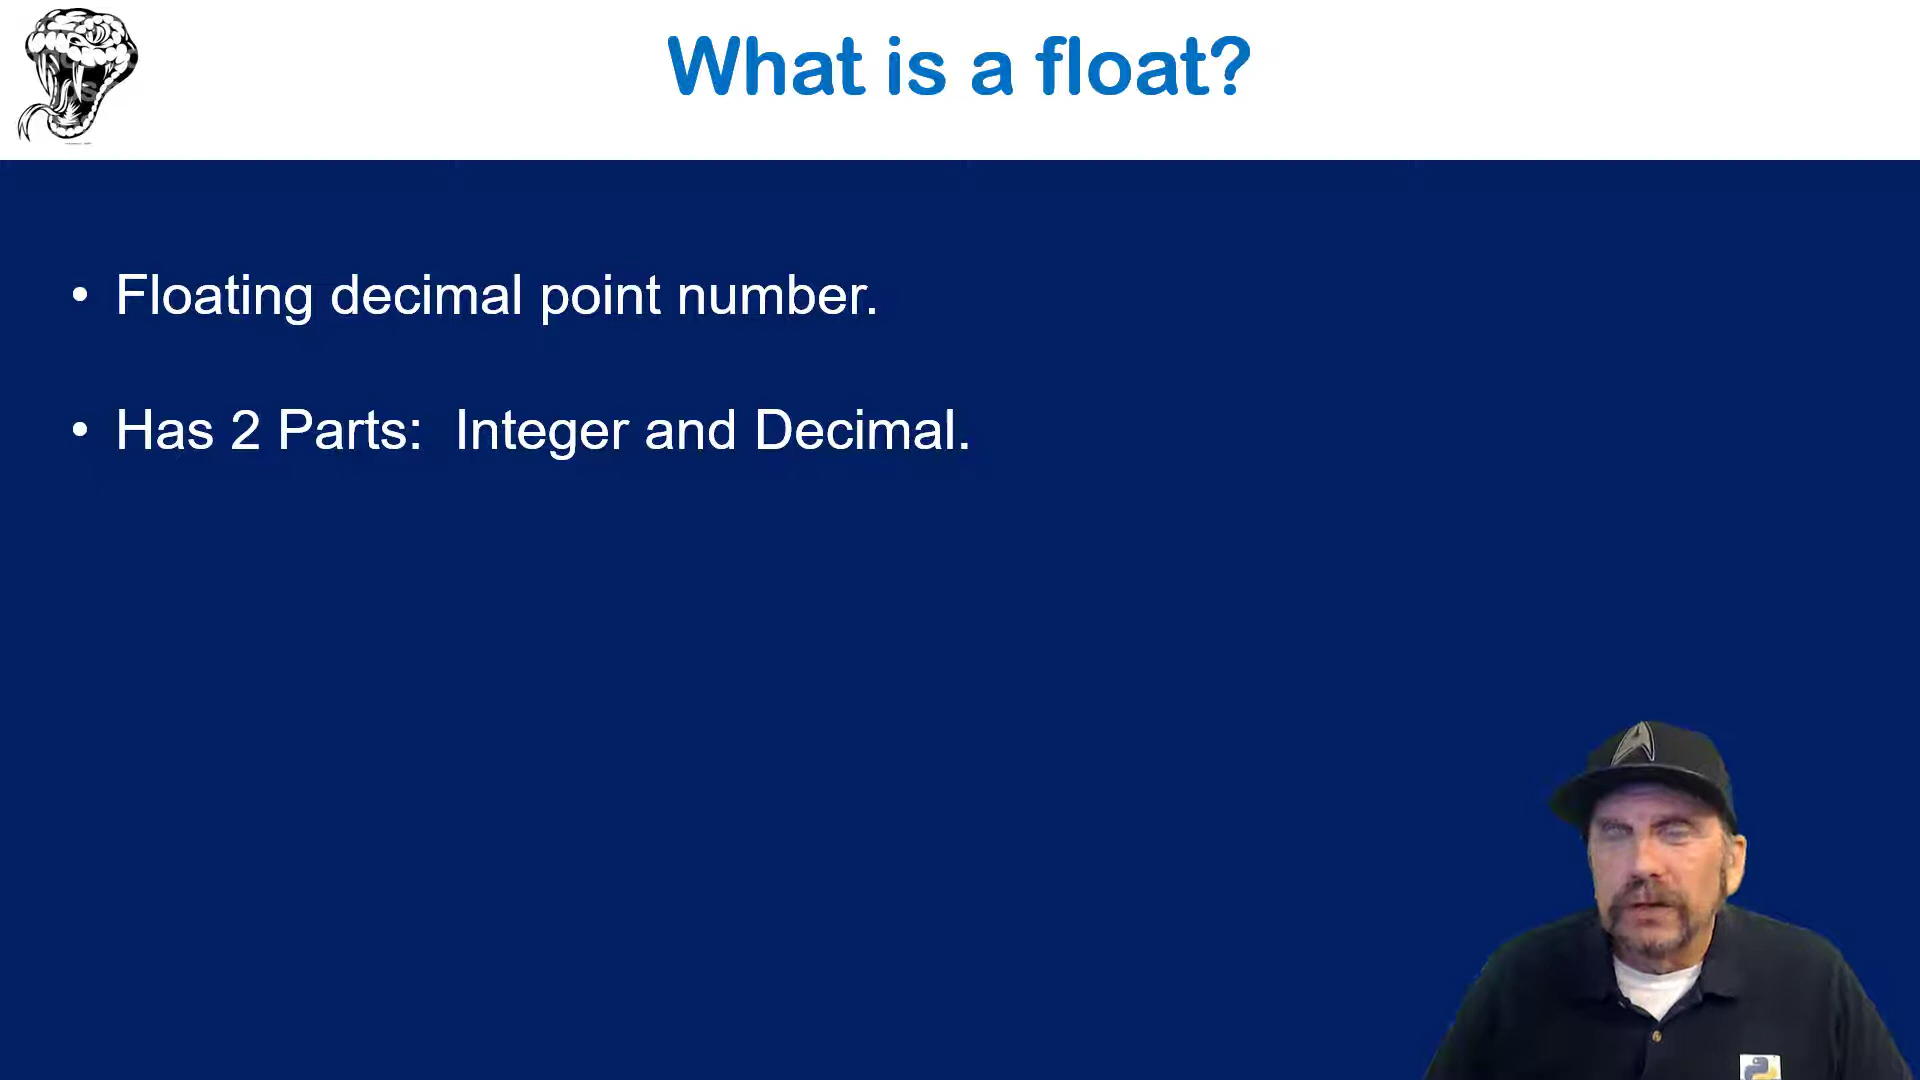 What is a float?
• Floating decimal point number.
• Has 2 Parts: Integer and Decimal.